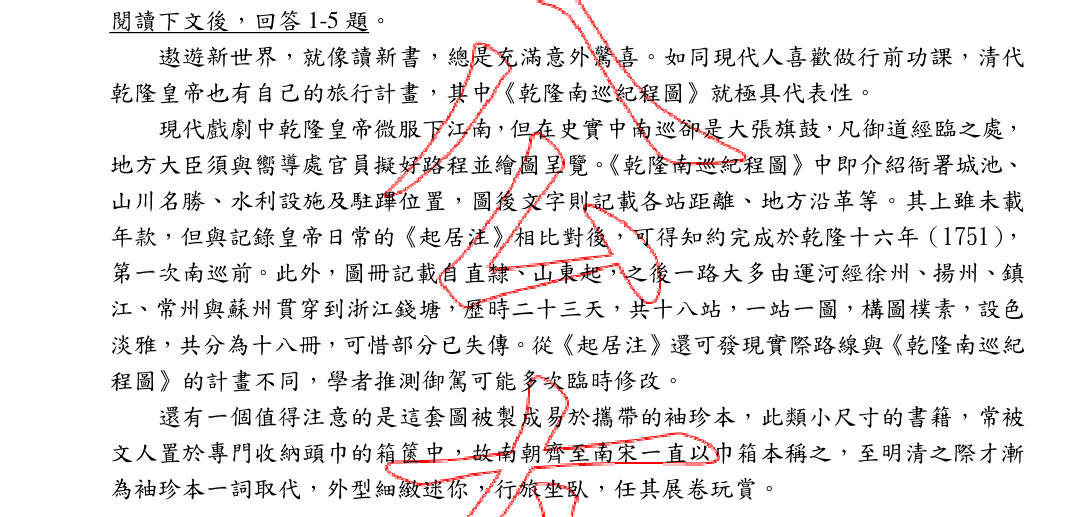 閱讀下文後，回答 1-5 題。
遨遊新世界，就像讀新書，總是充滿意外驚喜。如同現代人喜歡做行前功課，清代
乾隆皇帝也有自己的旅行計畫，其中《乾隆南巡紀程圖》就極具代表性。
現代戲劇中乾隆皇帝微服下江南，但在史實中南巡卻是大張旗鼓，凡御道經臨之處，
地方大臣須與嚮導處官員擬好路程並繪圖呈覽。《乾隆南巡紀程圖》中即介紹衙署城池、
山川名勝、水利設施及駐蹕位置，圖後文字則記載各站距離、地方沿革等。其上雖未載
年款，但與記錄皇帝日常的《起居注》相比對後，可得知約完成於乾隆十六年（1751），
第一次南巡前。此外，圖冊記載自直隸、山東起，之後一路大多由運河經徐州、揚州、鎮
江、常州與蘇州貫穿到浙江錢塘，歷時二十三天，共十八站，一站一圖，構圖樸素，設色
淡雅，共分為十八冊，可惜部分已失傳。從《起居注》還可發現實際路線與《乾隆南巡紀
程圖》的計畫不同，學者推測御駕可能多次臨時修改。
還有一個值得注意的是這套圖被製成易於攜帶的袖珍本，此類小尺寸的書籍，常被
文人置於專門收納頭巾的箱篋中，故南朝齊至南宋一直以巾箱本稱之，至明清之際才漸
為袖珍本一詞取代，外型細緻迷你，行旅坐臥，任其展卷玩賞。